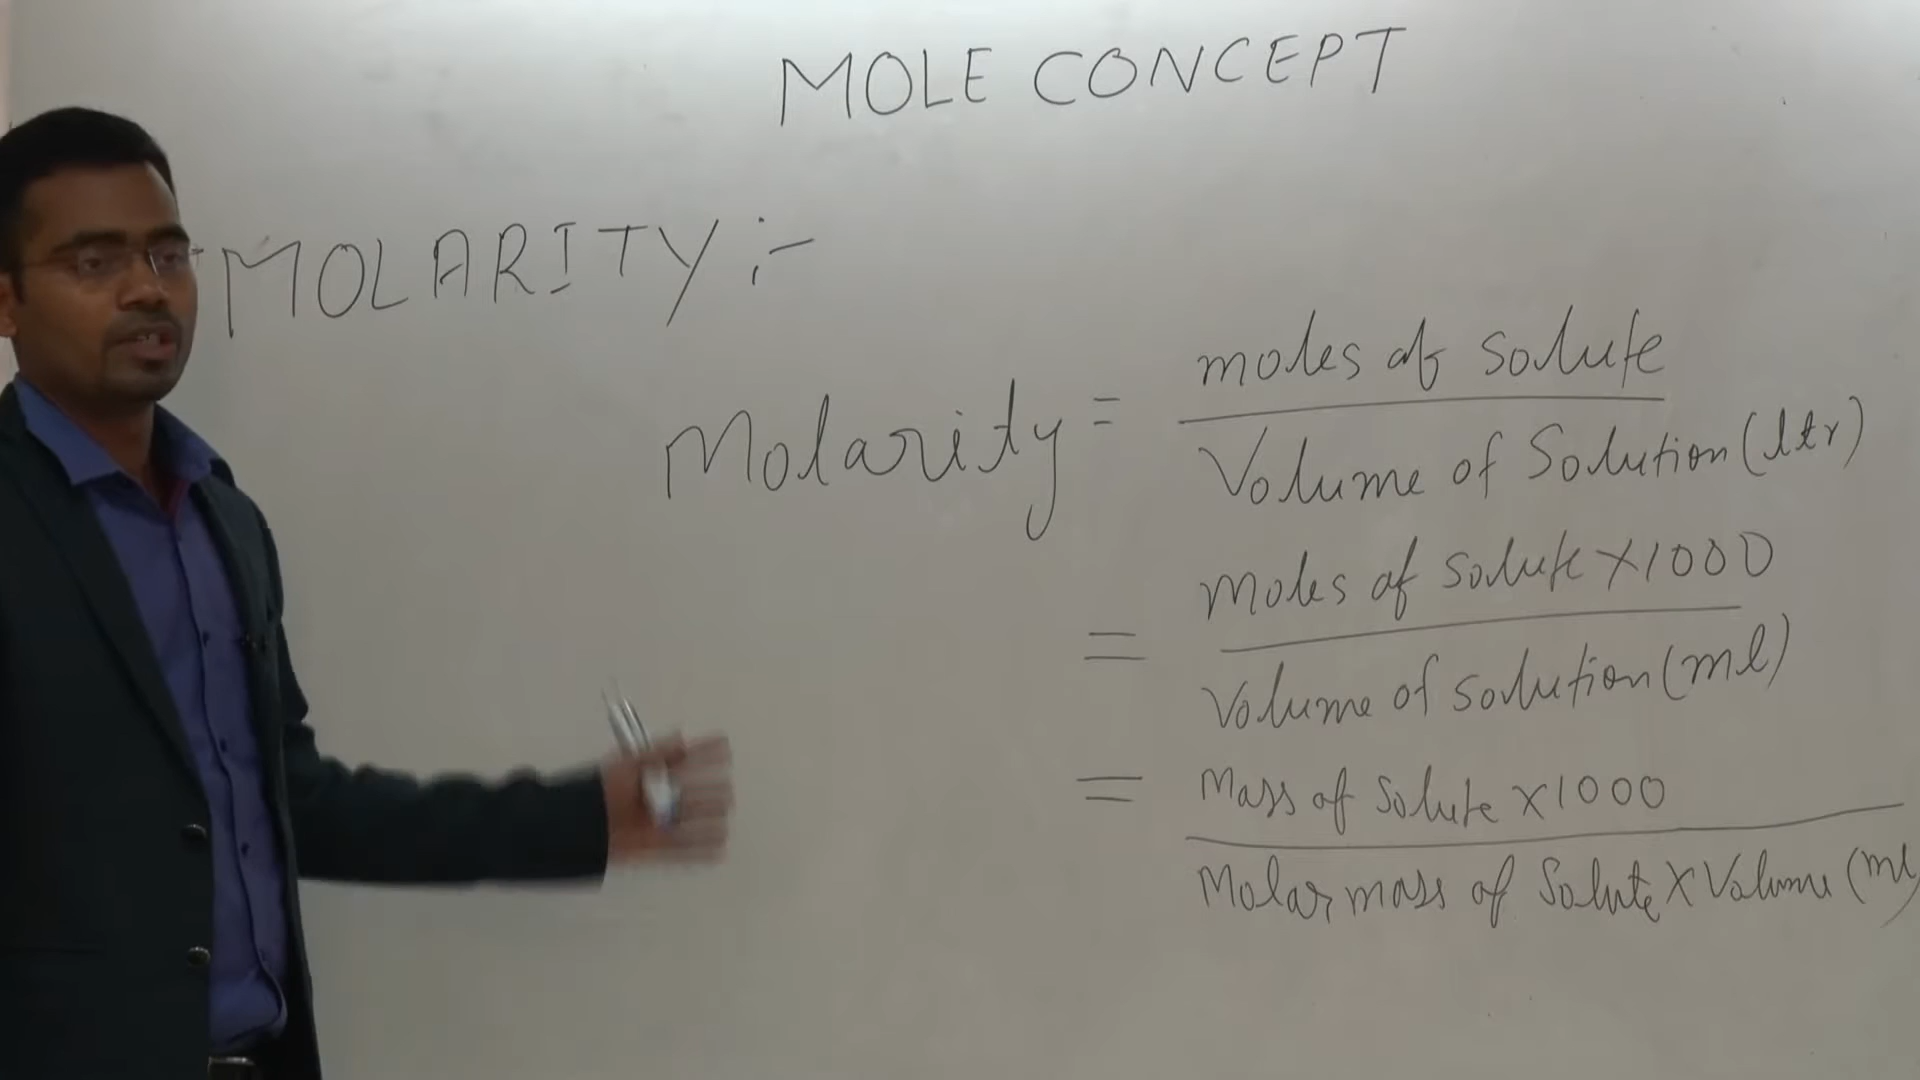 MOLE CONCEPT
MOLARITY :-
Molarity = moles of solute
Volume of Solution (ltr)
= Moles of solute X1000
Volume of solution (ml)
= Mass of Solute X1000
Molar mass of Solute X Volume (ml